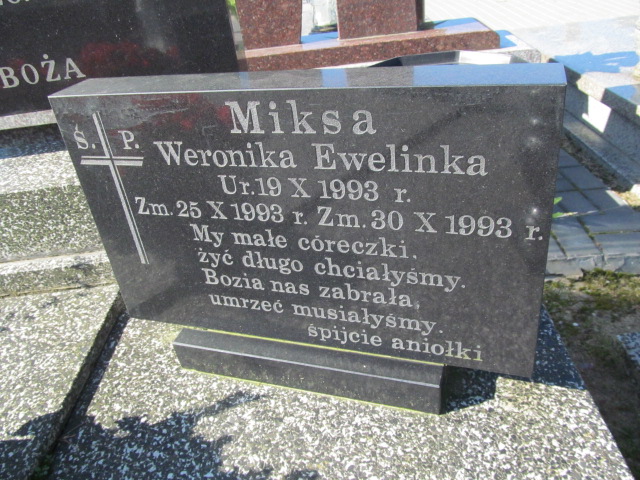 BOŻA
Ś. P.
Miksa
Weronika Ewelinka
Ur. 19 X 1993 r.
Zm. 25 X 1993 r. Zm. 30 X 1993 r.
My małe córeczki,
żyć długo chciałyśmy.
Bozia nas zabrała,
umrzeć musiałyśmy.
śpijcie aniołki